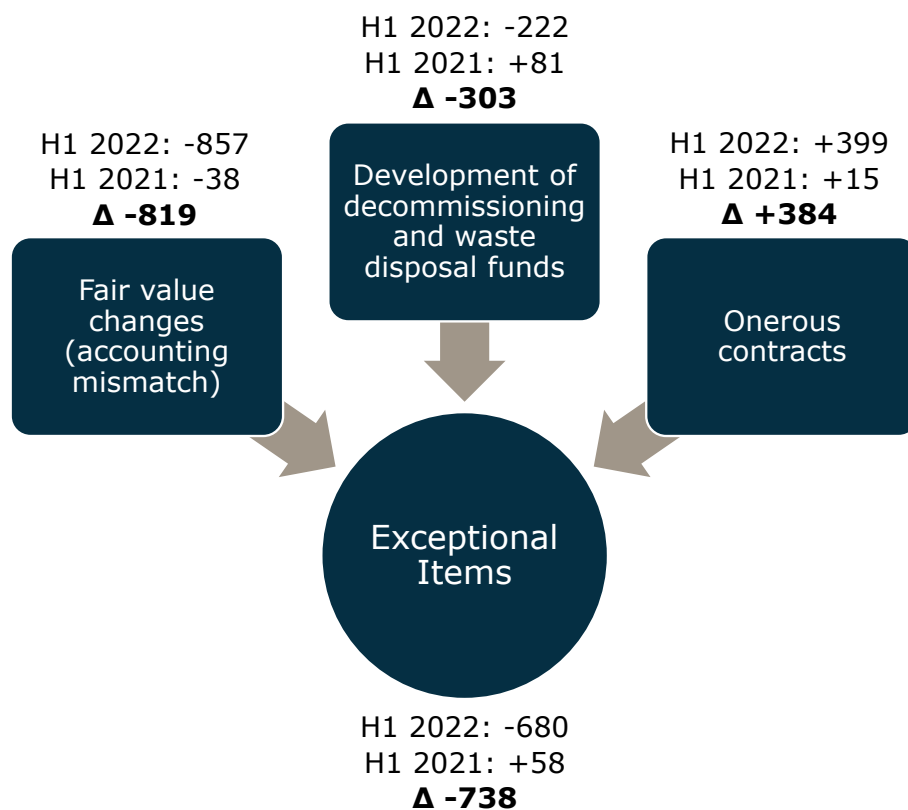 H1 2022: -222
H1 2021: +81
Δ -303
H1 2022: -857
H1 2021: -38
Δ -819
H1 2022: +399
H1 2021: +15
Δ +384
Development of
decommissioning
and waste
disposal funds
Fair value
changes
(accounting
mismatch)
Onerous
contracts
Exceptional
Items
H1 2022: -680
H1 2021: +58
Δ -738